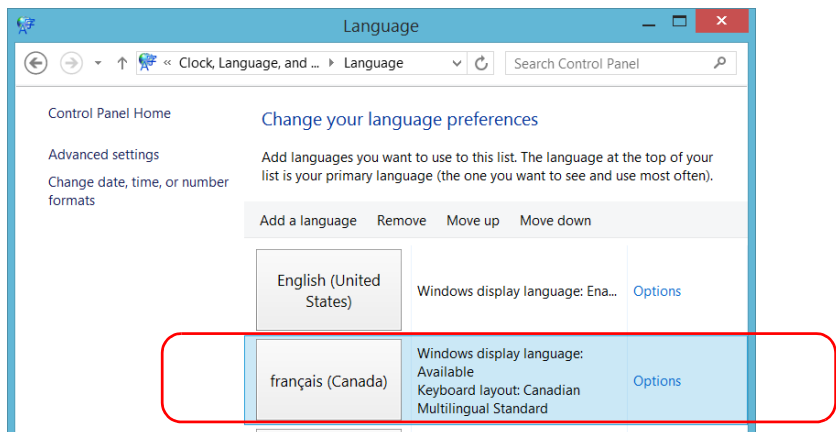 Language
« Clock, Language, and ... Language
Search Control Panel
Control Panel Home
Advanced settings
Change date, time, or number
formats
Change your language preferences
Add languages you want to use to this list. The language at the top of your
list is your primary language (the one you want to see and use most often).
Add a language Remove Move up Move down
English (United
States)
Windows display language: Ena...
Options
français (Canada)
Windows display language:
Available
Keyboard layout: Canadian
Multilingual Standard
Options